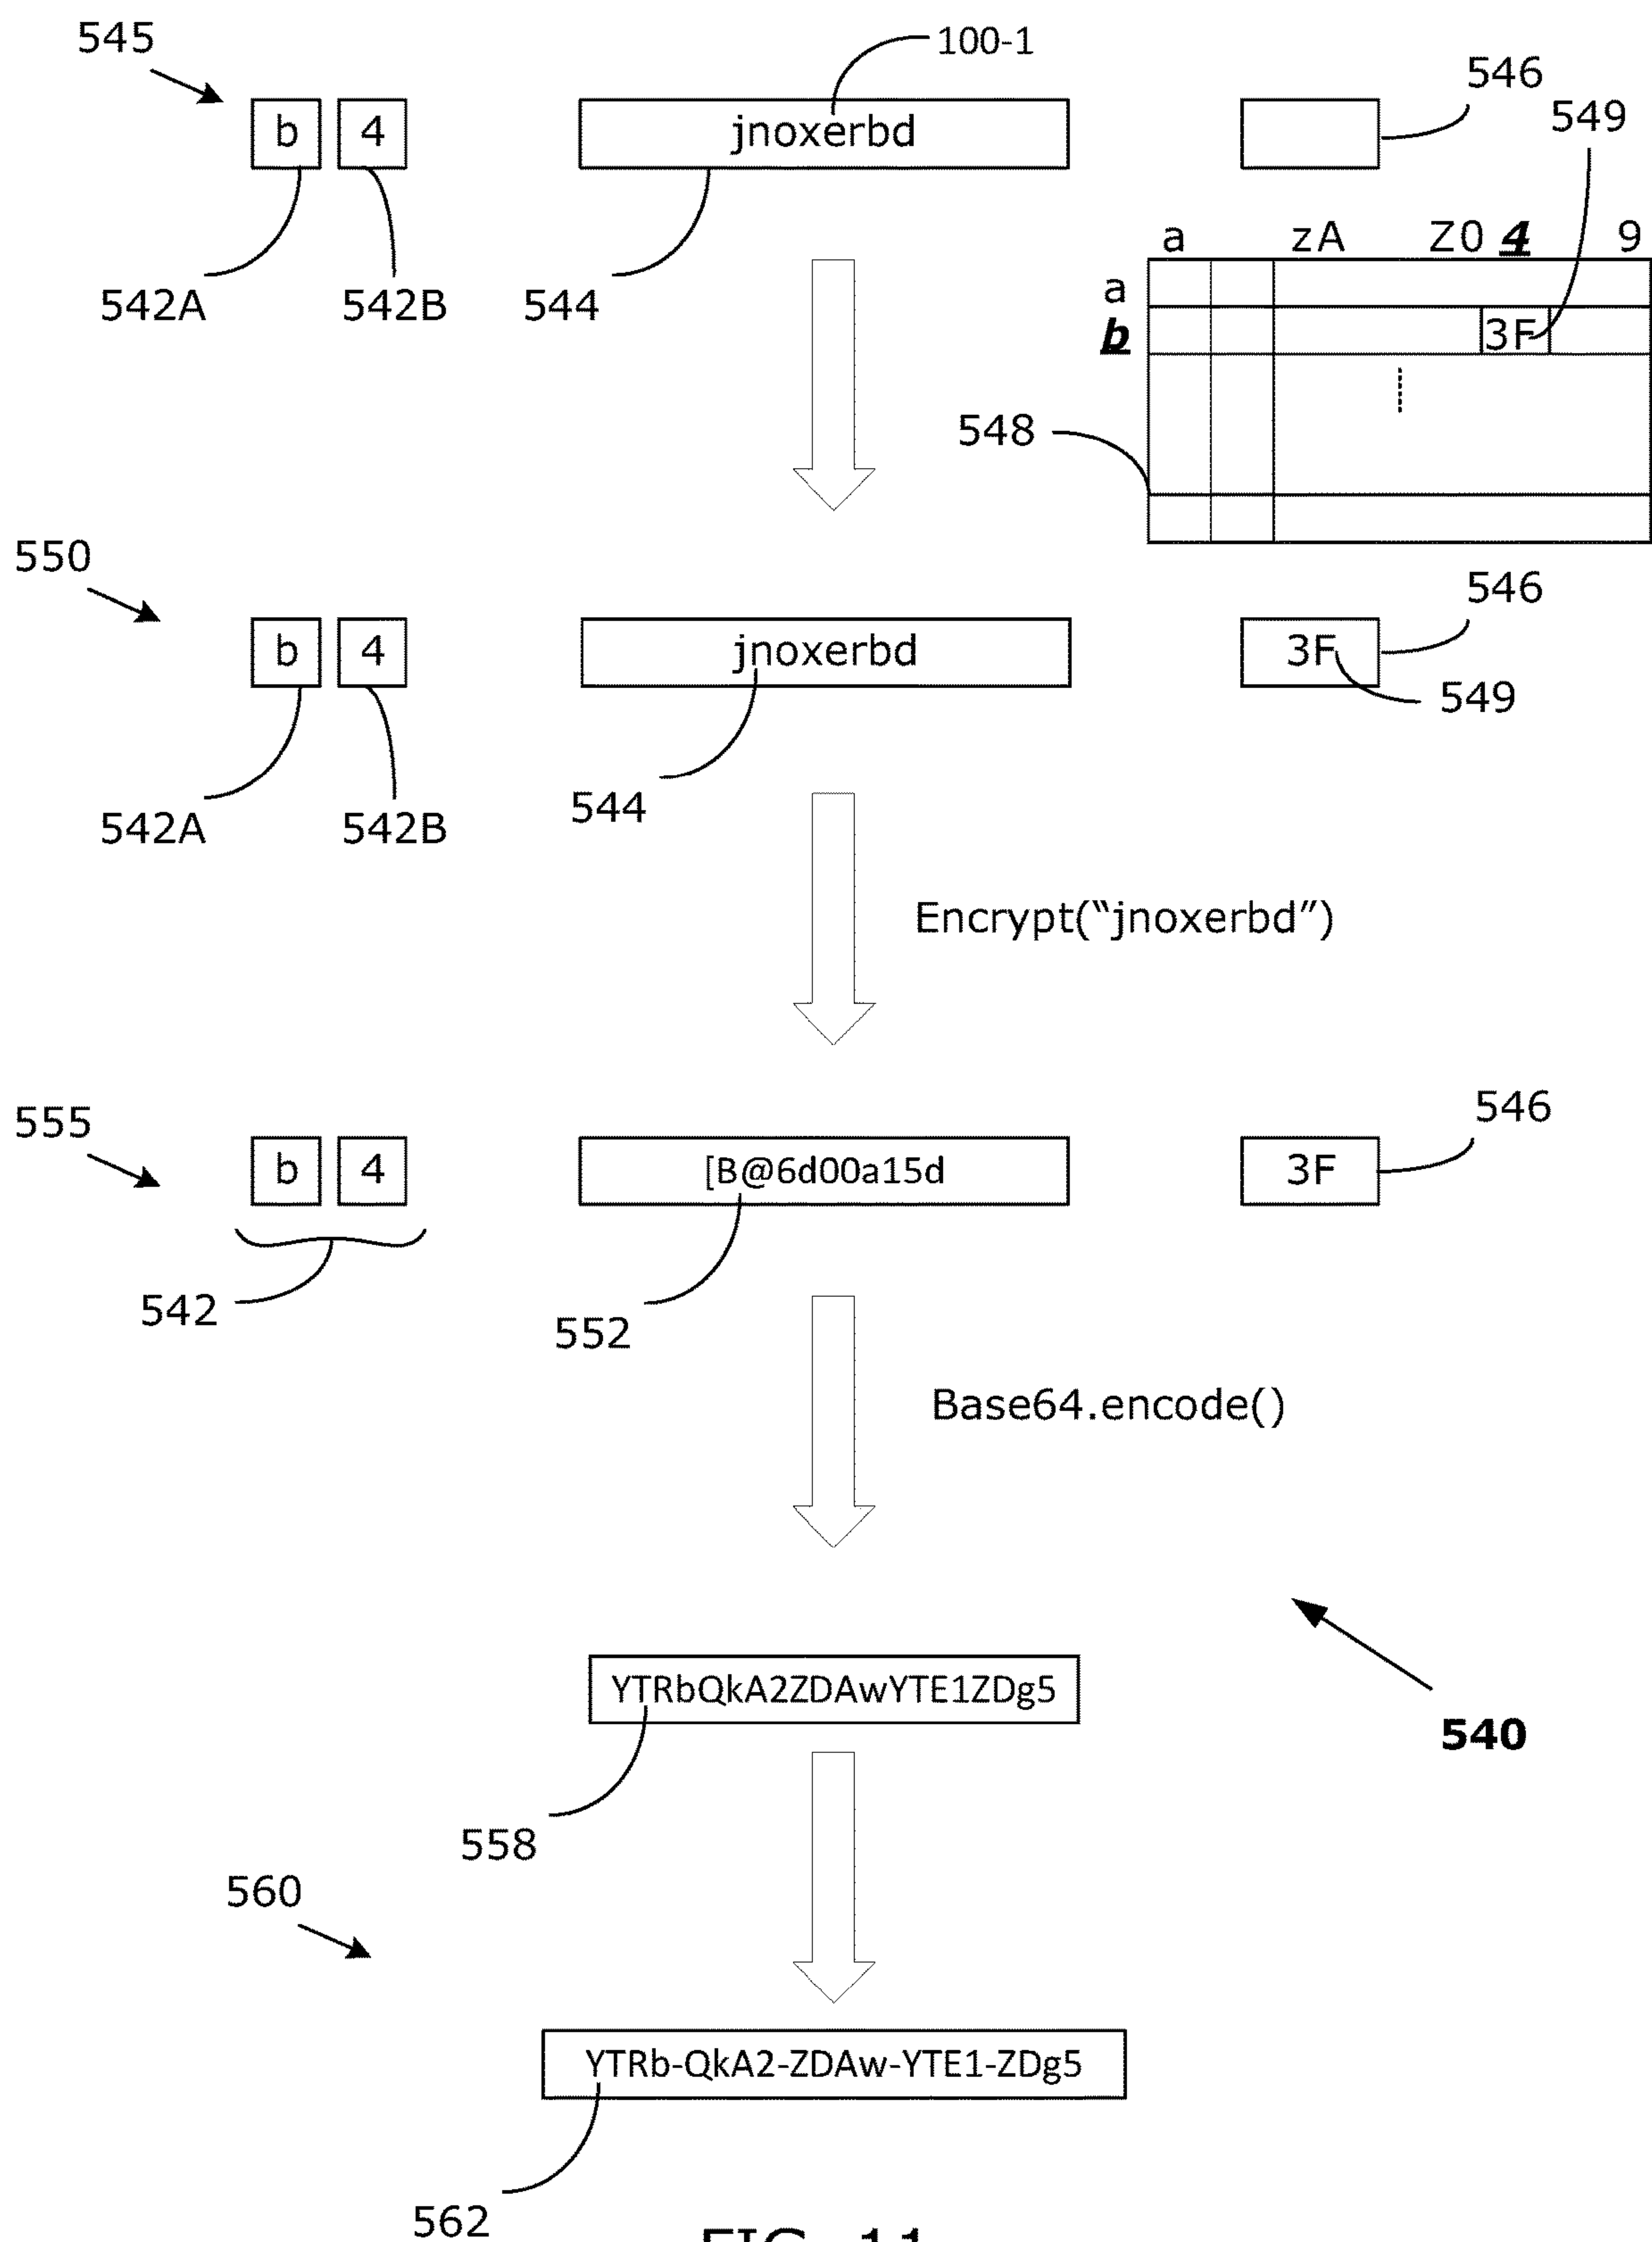 545
100-1
546
549
b 4 jnoxerbd
a zA Z0 4 9
a
b 3F
542A 542B 544
548
550
546
b 4 jnoxerbd 3F
549
542A 542B 544
Encrypt(“jnoxerbd”)
555
546
b 4 [B@6d00a15d 3F
542
552
Base64.encode()
YTRbQkA2ZDAwYTE1ZDg5
540
558
560
YTRb-QkA2-ZDAw-YTE1-ZDg5
562
FIG. 11